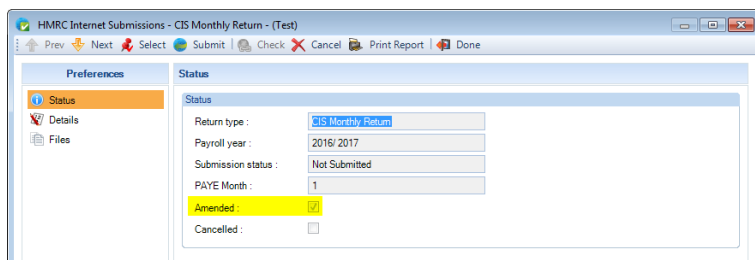 HMRC Internet Submissions - CIS Monthly Return - (Test)
Prev Next Select Submit Check Cancel Print Report Done
Preferences
Status
Details
Files
Status
Status
Return type : CIS Monthly Return
Payroll year : 2016/ 2017
Submission status : Not Submitted
PAYE Month : 1
Amended :
Cancelled :